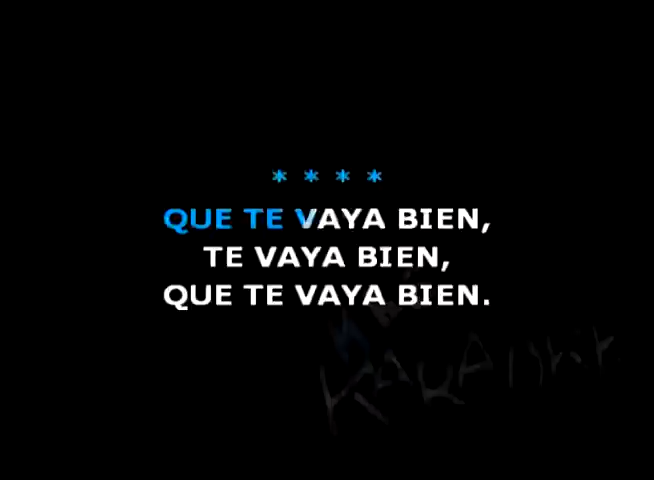 * * * *
QUE TE VAYA BIEN,
TE VAYA BIEN,
QUE TE VAYA BIEN.